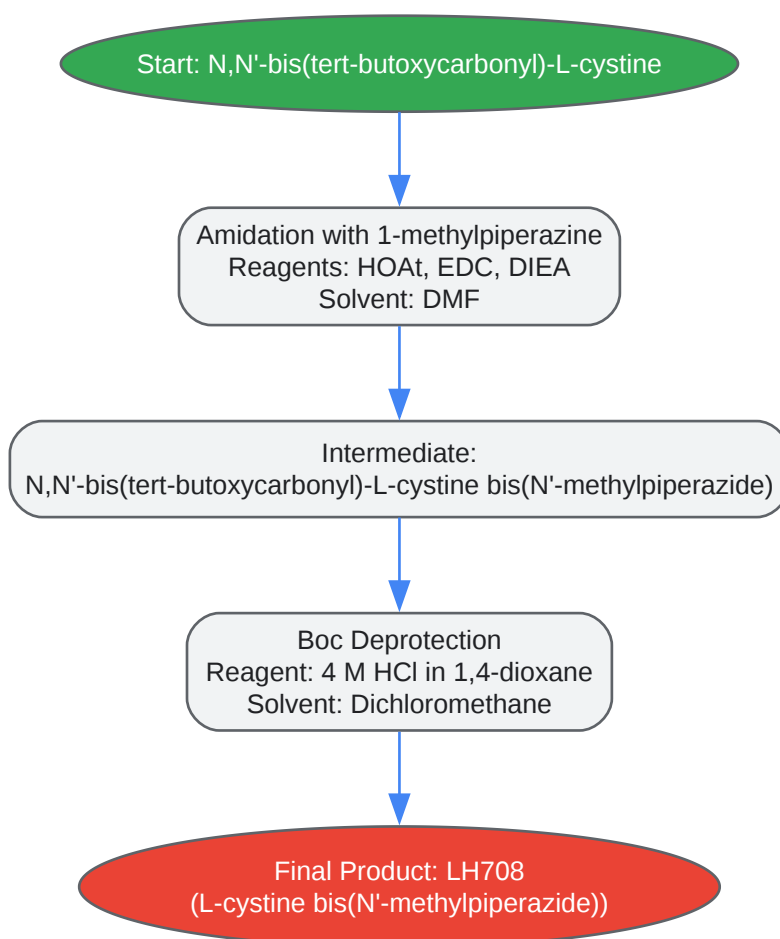 Start: N,N'-bis(tert-butoxycarbonyl)-L-cystine
Amidation with 1-methylpiperazine
Reagents: HOAt, EDC, DIEA
Solvent: DMF
Intermediate:
N,N'-bis(tert-butoxycarbonyl)-L-cystine bis(N'-methylpiperazide)
Boc Deprotection
Reagent: 4 M HCl in 1,4-dioxane
Solvent: Dichloromethane
Final Product: LH708
(L-cystine bis(N'-methylpiperazide))